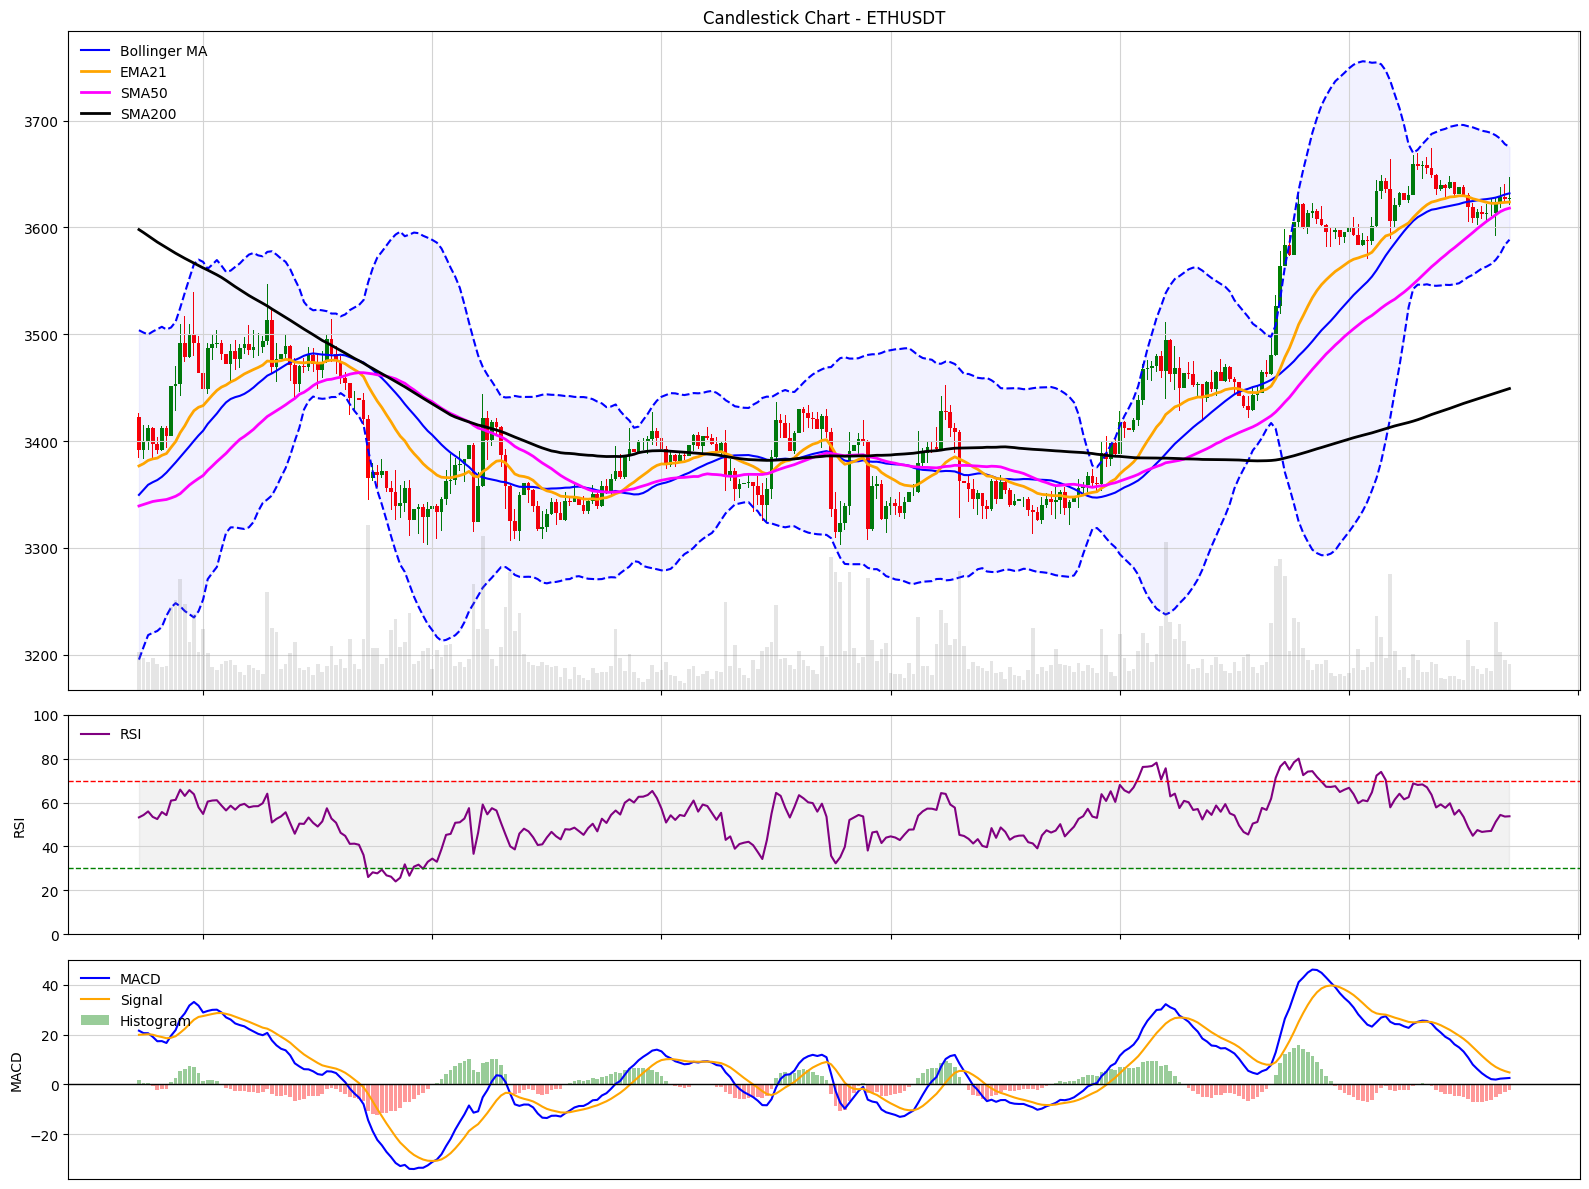 Candlestick Chart - ETHUSDT
Bollinger MA
EMA21
SMA50
SMA200
3700
3600
3500
3400
3300
3200
RSI
100
80
60
40
20
0
RSI
MACD
Signal
Histogram
40
20
0
−20
MACD